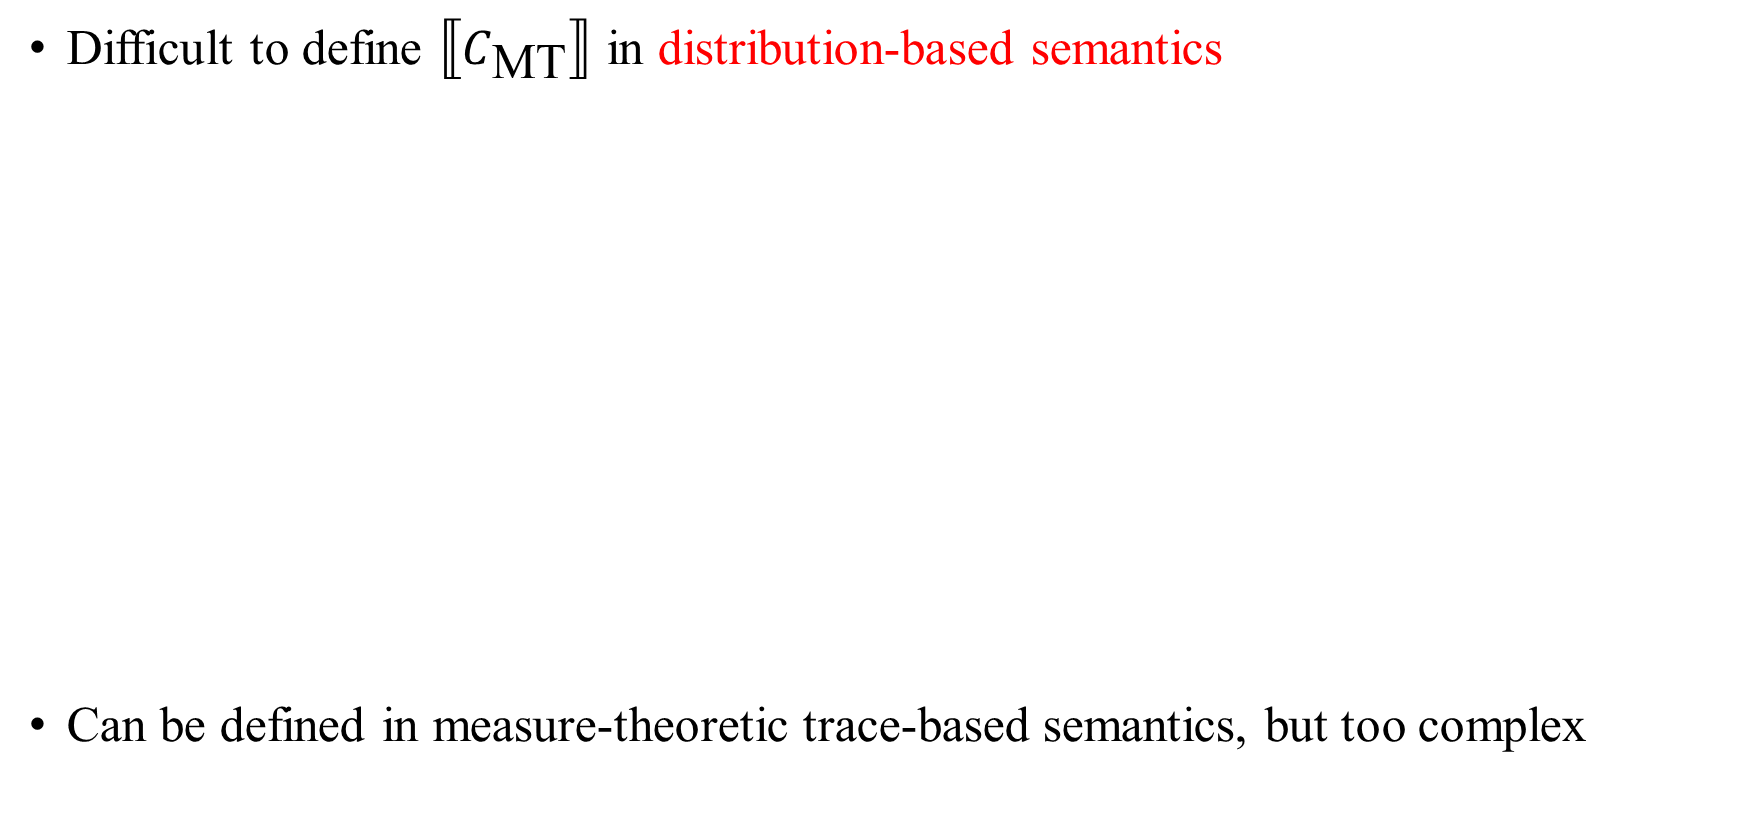 • Difficult to define ⟦C_MT⟧ in distribution-based semantics
• Can be defined in measure-theoretic trace-based semantics, but too complex